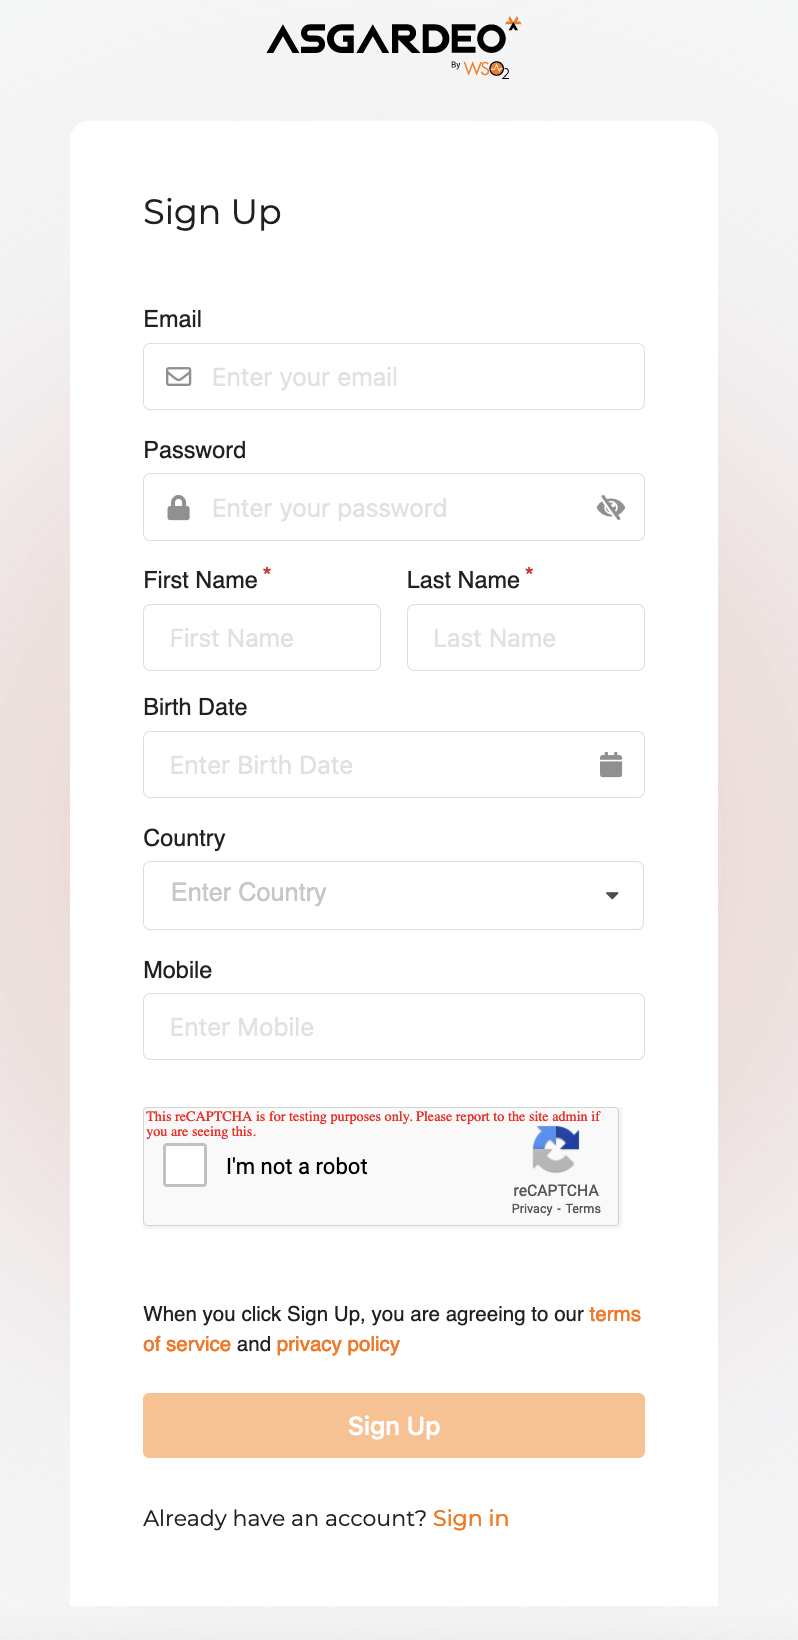 ASGARDEO
By WSO2
Sign Up
Email
Enter your email
Password
Enter your password
First Name * Last Name *
First Name Last Name
Birth Date
Enter Birth Date
Country
Enter Country
Mobile
Enter Mobile
This reCAPTCHA is for testing purposes only. Please report to the site admin if
you are seeing this.
I'm not a robot
reCAPTCHA
Privacy - Terms
When you click Sign Up, you are agreeing to our terms
of service and privacy policy
Sign Up
Already have an account? Sign in